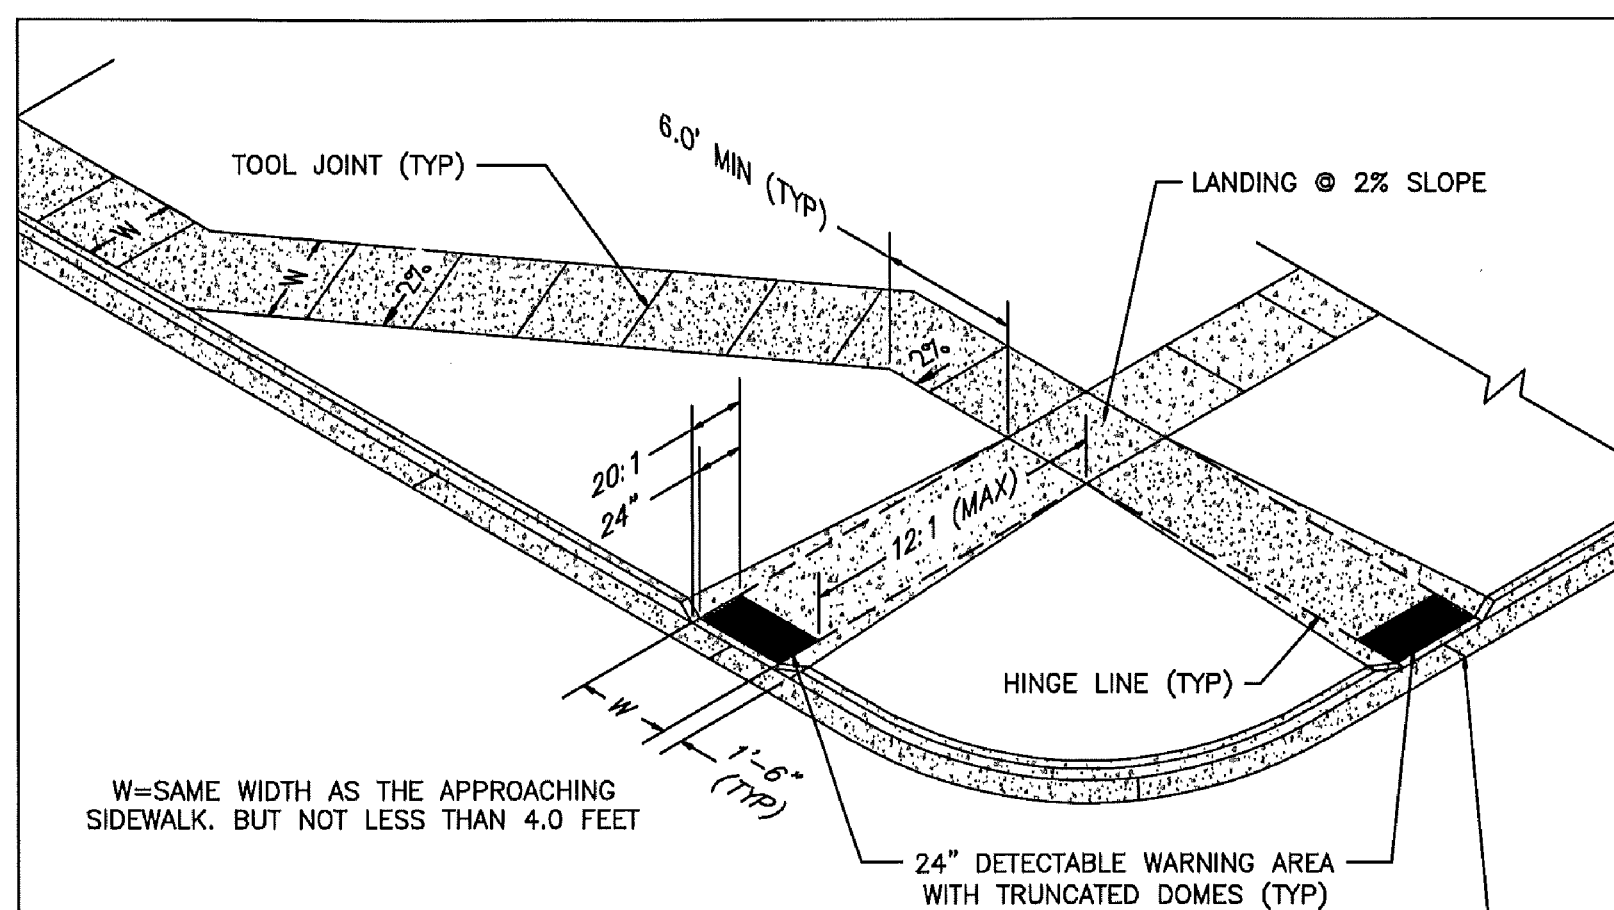 6.0' MIN (TYP)
TOOL JOINT (TYP)
LANDING @ 2% SLOPE
W
W
2%
2%
20:1
24"
12:1 (MAX)
HINGE LINE (TYP)
W
1'-6"
(TYP)
W=SAME WIDTH AS THE APPROACHING
SIDEWALK. BUT NOT LESS THAN 4.0 FEET
24" DETECTABLE WARNING AREA
WITH TRUNCATED DOMES (TYP)